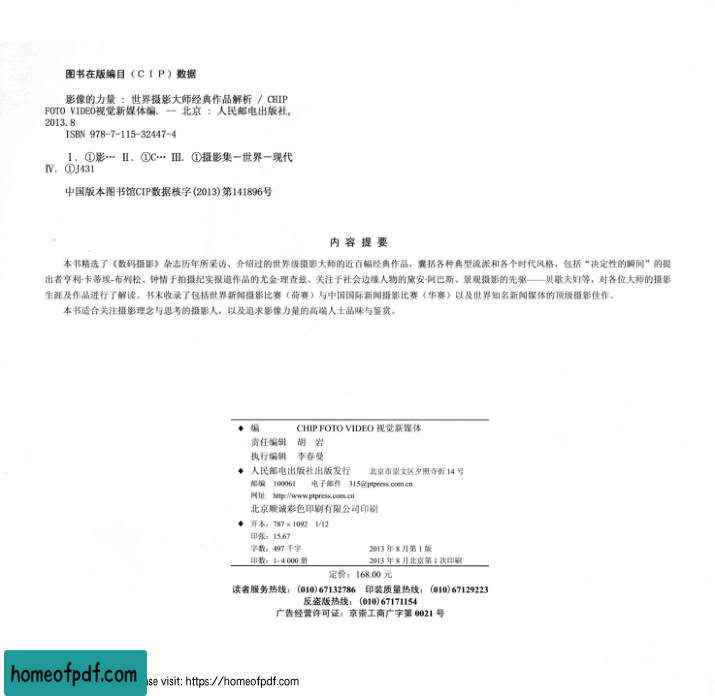 图书在版编目（CIP）数据
影像的力量 : 世界摄影大师经典作品解析 / CHIP
FOTO VIDEO视觉新媒体编. -- 北京 : 人民邮电出版社,
2013.8
ISBN 978-7-115-32447-4
Ⅰ. ①影… Ⅱ. ①C… Ⅲ. ①摄影集－世界－现代
Ⅳ. ①J431
中国版本图书馆CIP数据核字(2013)第141896号
内 容 提 要
本书精选了《数码摄影》杂志历年所采访、介绍过的世界级摄影大师的近百幅经典作品，囊括各种典型流派和各个时代风格，包括“决定性的瞬间”的提
出者亨利·卡蒂埃-布列松、钟情于拍摄纪实报道作品的尤金·理查兹、关注于社会边缘人物的黛安·阿巴斯、景观摄影的先驱——贝歇夫妇等，对各位大师的摄影
生涯及作品进行了解读。书末收录了包括世界新闻摄影比赛（荷赛）与中国国际新闻摄影比赛（华赛）以及世界知名新闻媒体的顶级摄影佳作。
本书适合关注摄影理念与思考的摄影人，以及追求影像力量的高端人士品味与鉴赏。
◆ 编 CHIP FOTO VIDEO 视觉新媒体
责任编辑 胡 岩
执行编辑 李春曼
◆ 人民邮电出版社出版发行 北京市崇文区夕照寺街 14 号
邮编 100061 电子邮件 315@ptpress.com.cn
网址 http://www.ptpress.com.cn
北京顺诚彩色印刷有限公司印刷
◆ 开本：787×1092 1/12
印张：15.67
字数：497 千字 2013 年 8 月第 1 版
印数：1-4 000 册 2013 年 8 月北京第 1 次印刷
定价：168.00 元
读者服务热线：(010)67132786 印装质量热线：(010)67129223
反盗版热线：(010)67171154
广告经营许可证：京崇工商广字第 0021 号
homeofpdf.com
se visit: https://homeofpdf.com